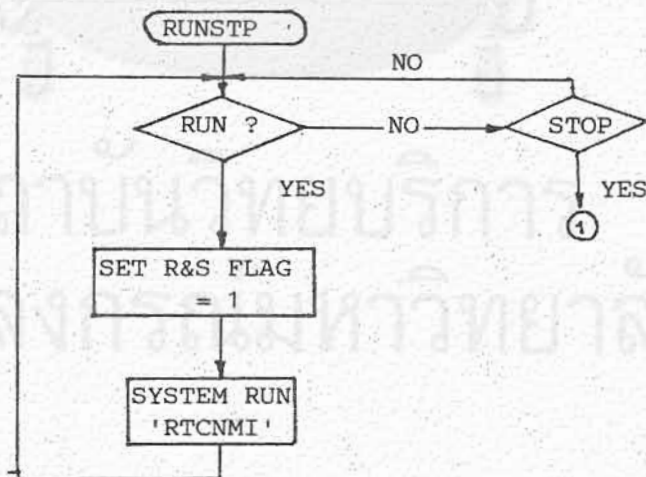 RUNSTP
NO
RUN ?
NO
STOP
YES
YES
1
SET R&S FLAG
= 1
SYSTEM RUN
'RTCNMI'